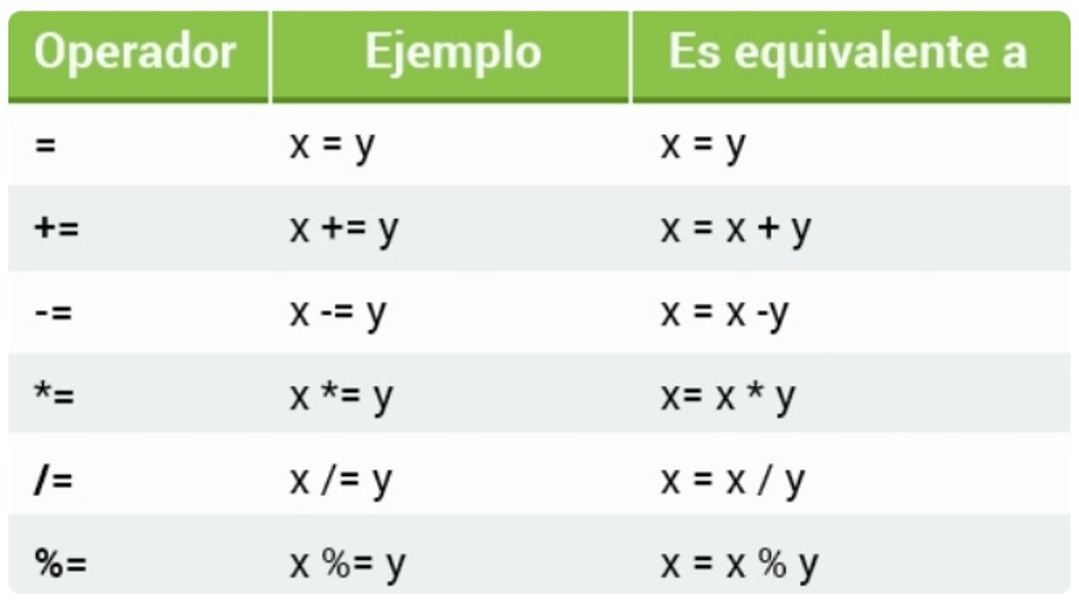 Operador Ejemplo Es equivalente a
= x = y x = y
+= x += y x = x + y
-= x -= y x = x -y
*= x *= y x= x * y
/= x /= y x = x / y
%= x %= y x = x % y